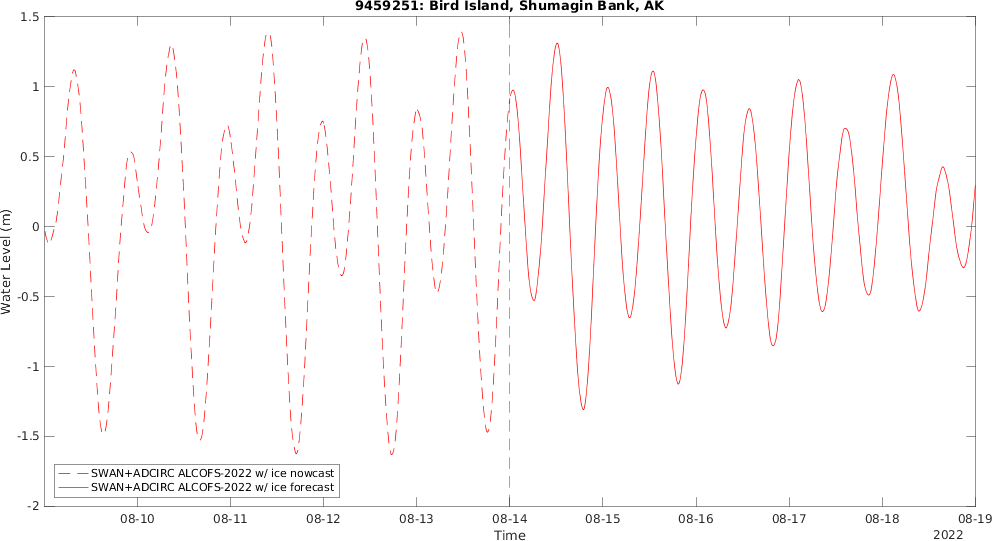 9459251: Bird Island, Shumagin Bank, AK
1.5
1
0.5
0
-0.5
-1
-1.5
-2
Water Level (m)
SWAN+ADCIRC ALCOFS-2022 w/ ice nowcast
SWAN+ADCIRC ALCOFS-2022 w/ ice forecast
08-10 08-11 08-12 08-13 08-14 08-15 08-16 08-17 08-18 08-19
Time
2022